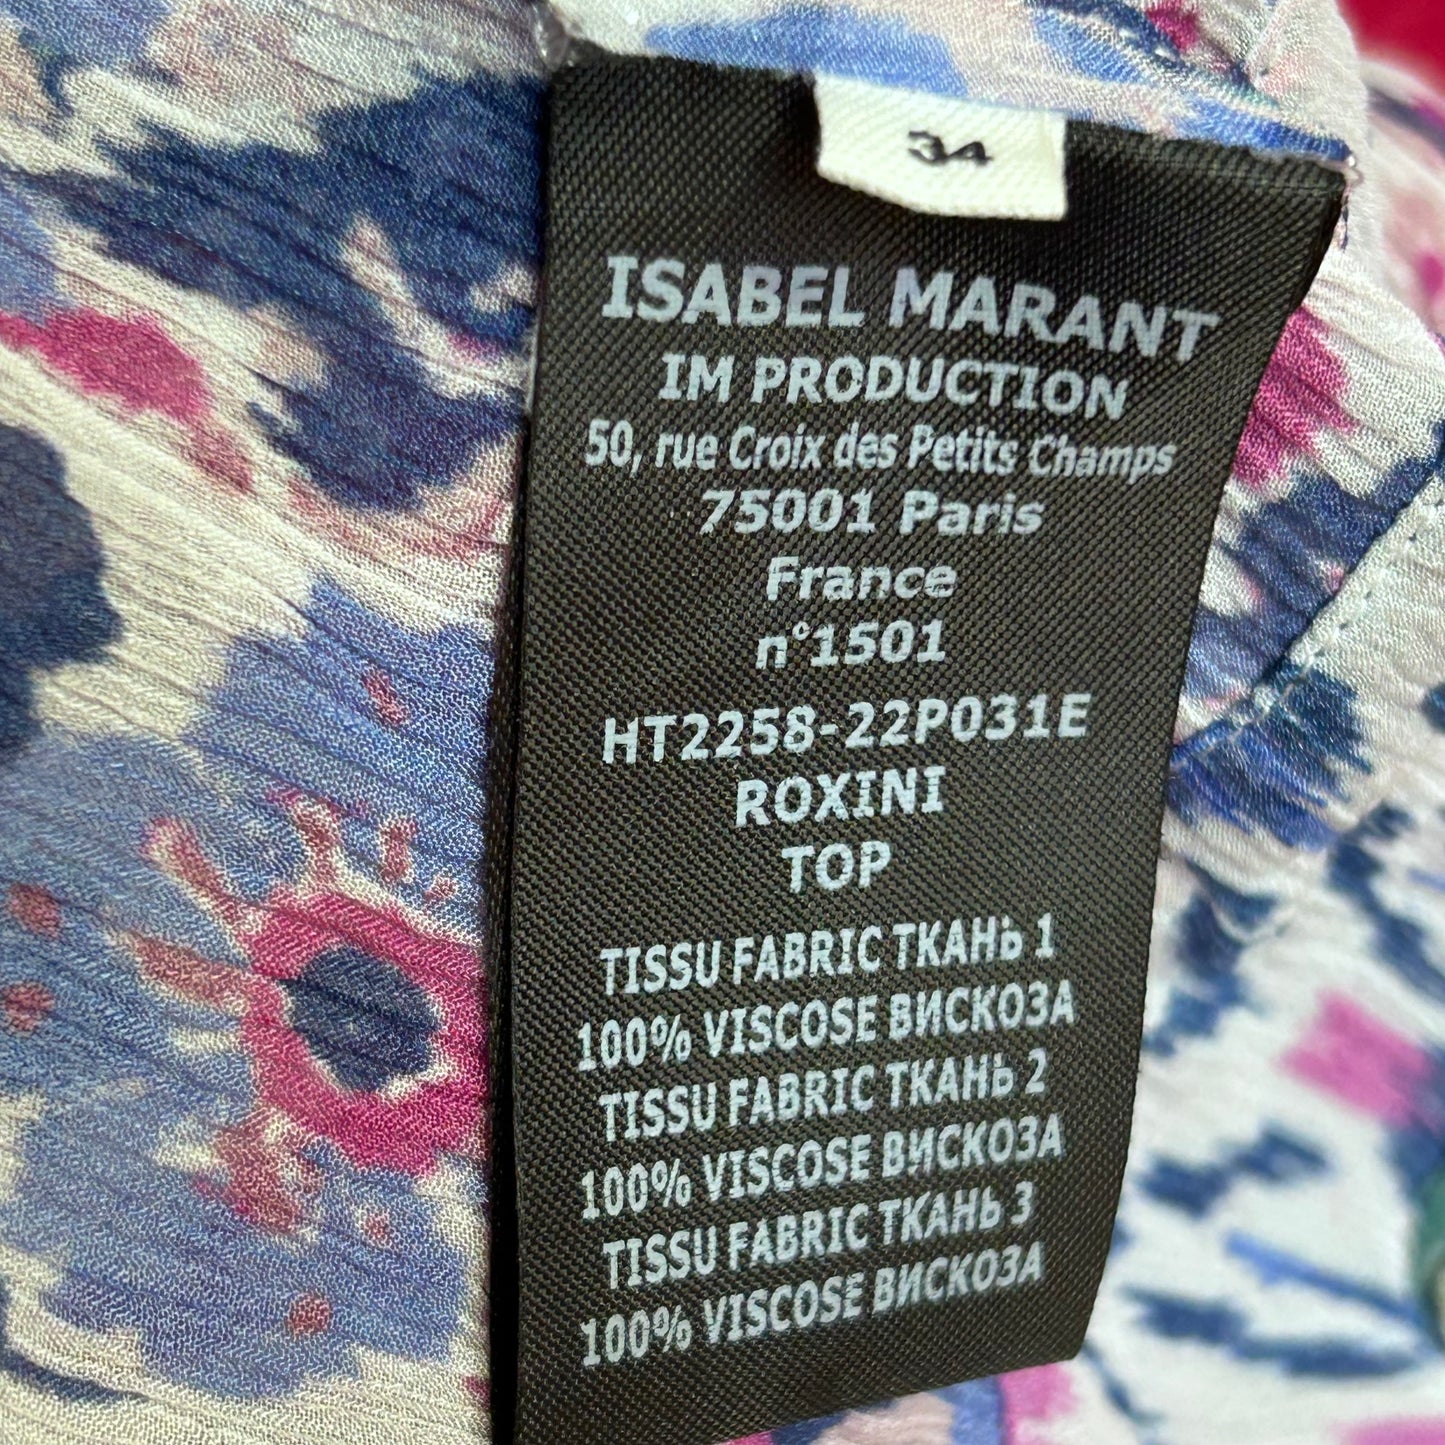 34
ISABEL MARANT
IM PRODUCTION
50, rue Croix des Petits Champs
75001 Paris
France
n°1501
HT2258-22P031E
ROXINI
TOP
TISSU FABRIC ТКАНЬ 1
100% VISCOSE ВИСКОЗА
TISSU FABRIC ТКАНЬ 2
100% VISCOSE ВИСКОЗА
TISSU FABRIC ТКАНЬ 3
100% VISCOSE ВИСКОЗА